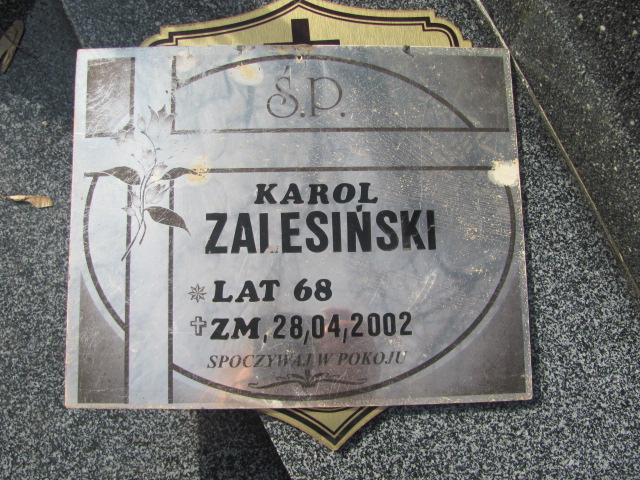 Ś.P.
KAROL
ZALESIŃSKI
LAT 68
ZM, 28,04,2002
SPOCZYWAJ W POKOJU